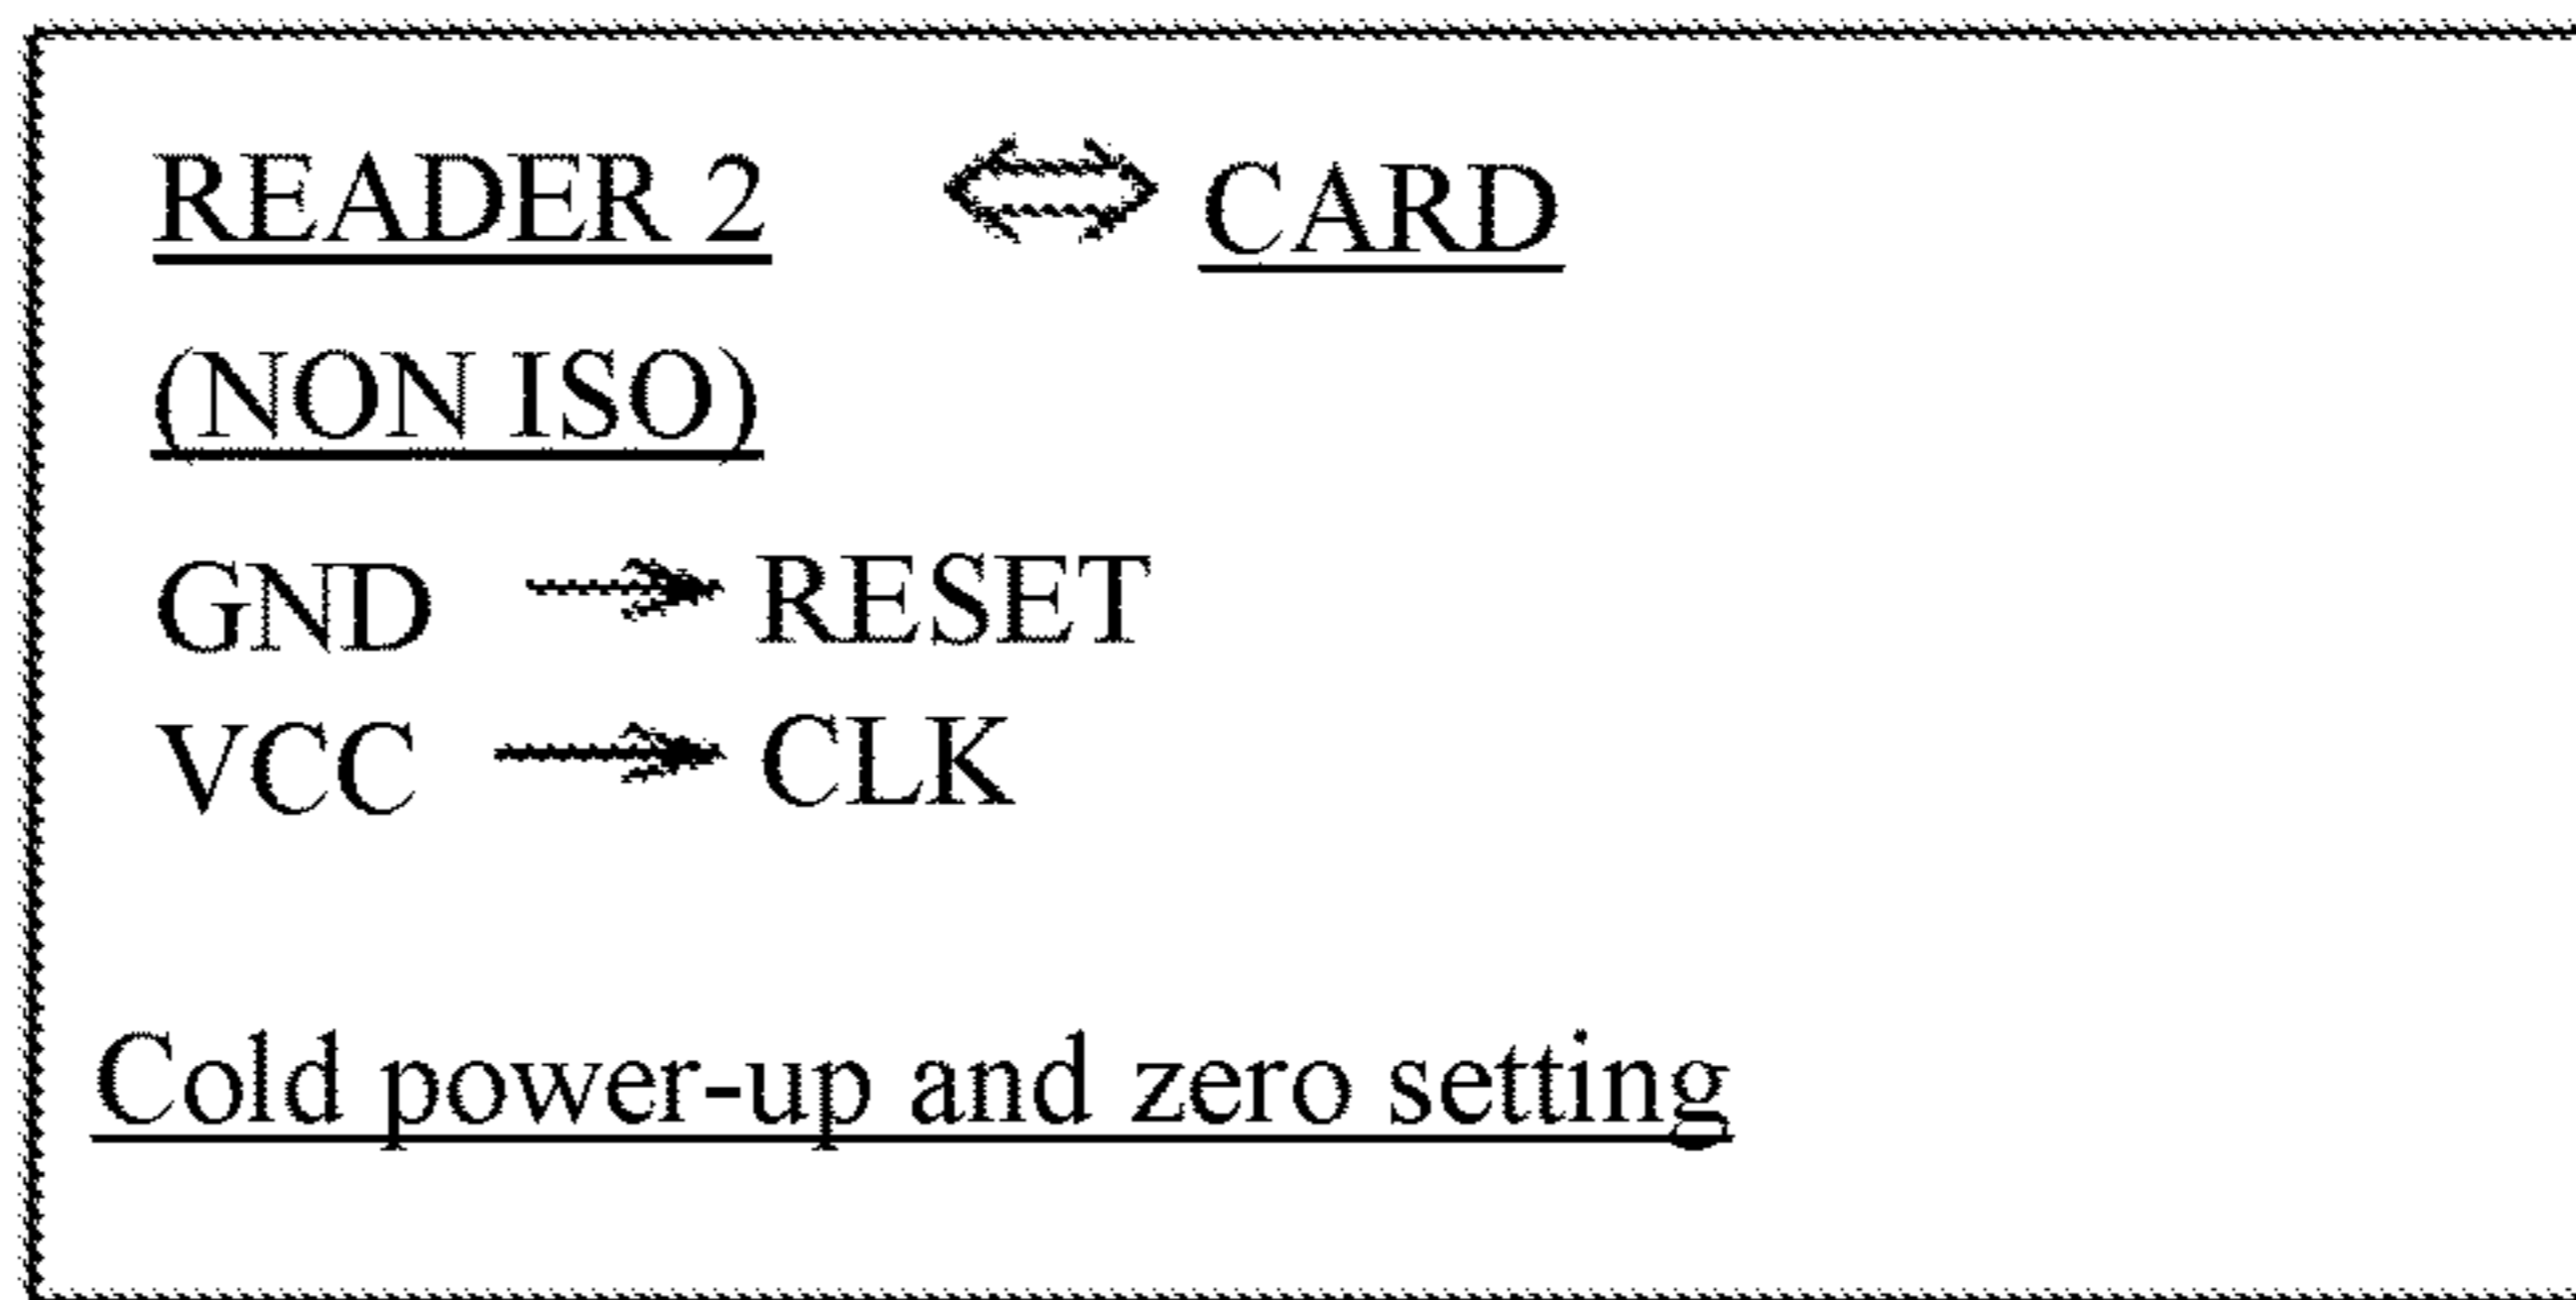 READER 2 ⇔ CARD
(NON ISO)
GND → RESET
VCC → CLK
Cold power-up and zero setting